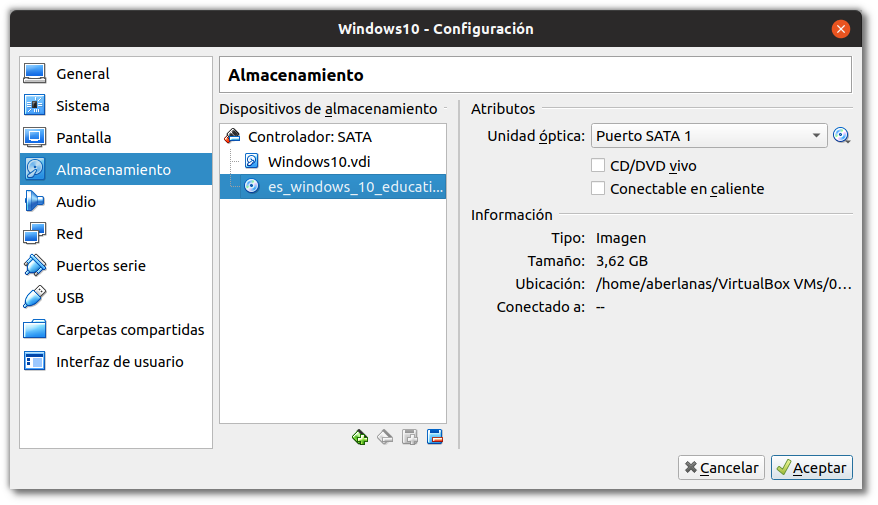 Windows10 - Configuración
General
Sistema
Pantalla
Almacenamiento
Audio
Red
Puertos serie
USB
Carpetas compartidas
Interfaz de usuario
Almacenamiento
Dispositivos de almacenamiento
Controlador: SATA
Windows10.vdi
es_windows_10_educati...
Atributos
Unidad óptica: Puerto SATA 1
CD/DVD vivo
Conectable en caliente
Información
Tipo: Imagen
Tamaño: 3,62 GB
Ubicación: /home/aberlanas/VirtualBox VMs/0...
Conectado a: --
Cancelar
Aceptar